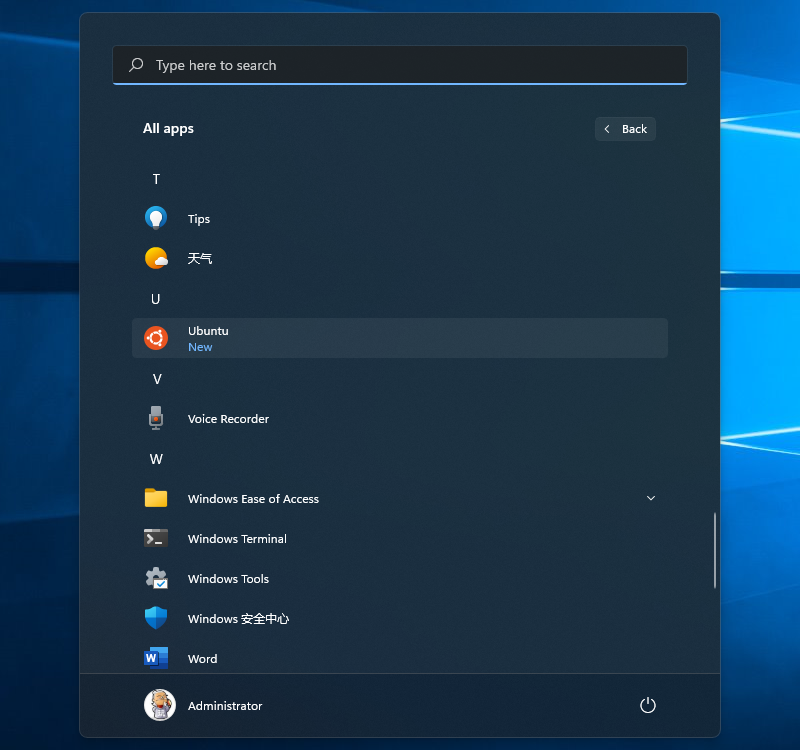 Type here to search
All apps
Back
T
Tips
天气
U
Ubuntu
New
V
Voice Recorder
W
Windows Ease of Access
Windows Terminal
Windows Tools
Windows 安全中心
W
Word
Administrator